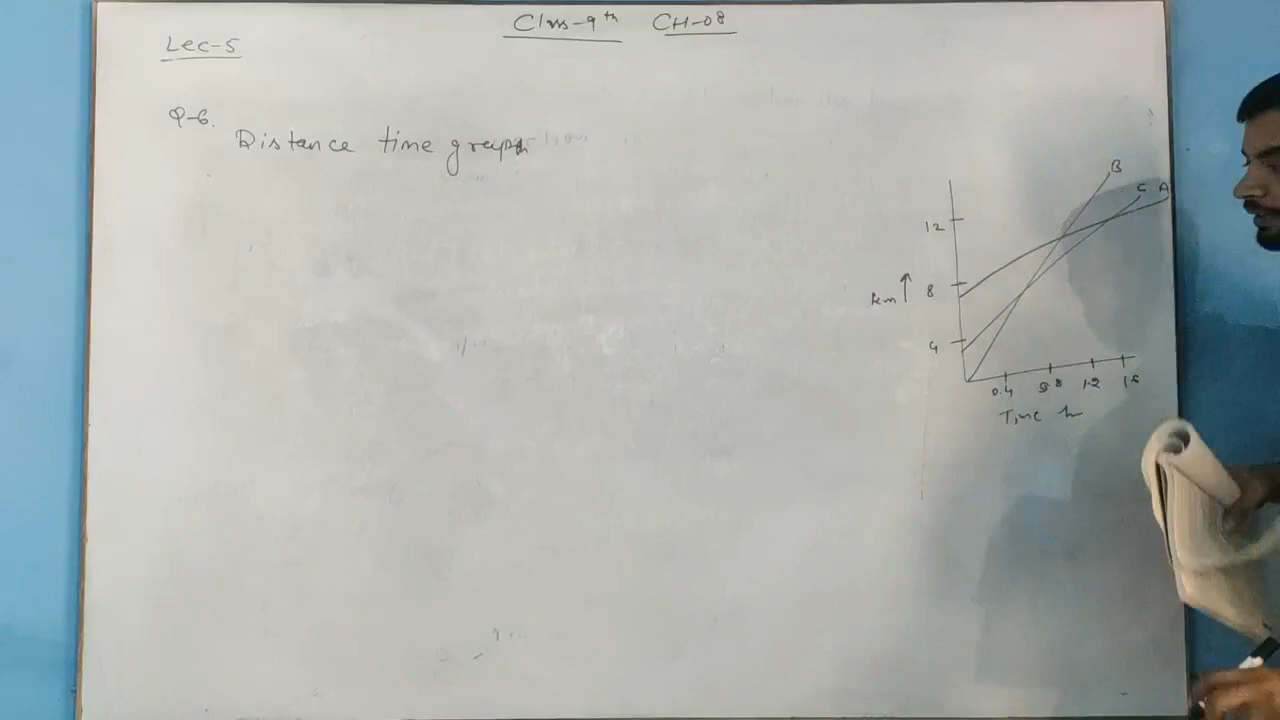 Class-9th CH-08
Lec-5
Q-6.
Distance time graph
B
C A
12
km ↑ 8
4
0.4 0.8 1.2 1.6
Time h